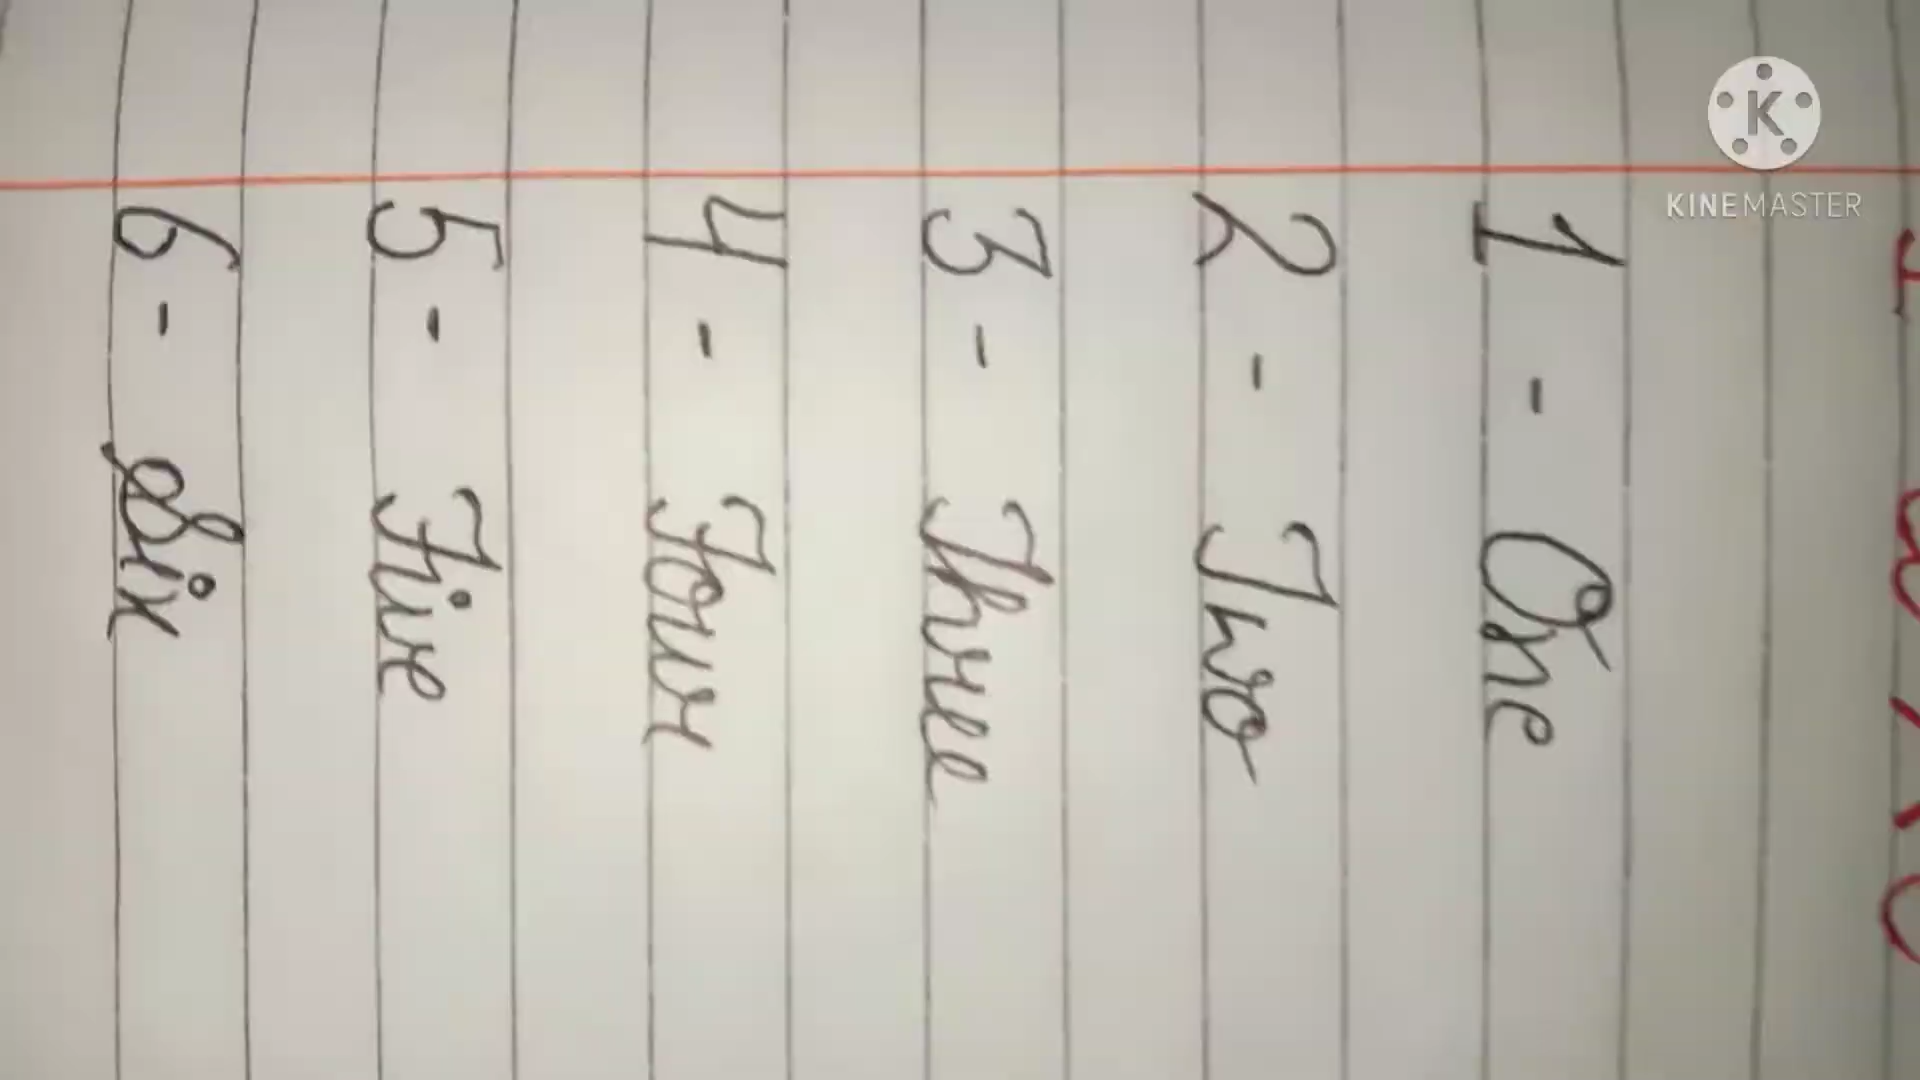 1 - One
2 - Two
3 - Three
4 - Four
5 - Five
6 - Six
KINEMASTER